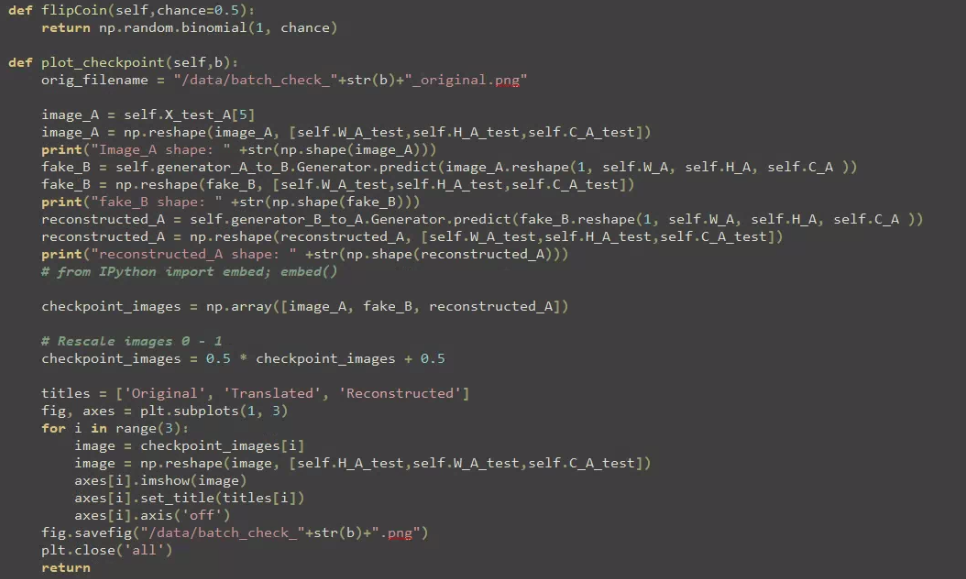 def flipCoin(self,chance=0.5):
    return np.random.binomial(1, chance)

def plot_checkpoint(self,b):
    orig_filename = "/data/batch_check_"+str(b)+"_original.png"

    image_A = self.X_test_A[5]
    image_A = np.reshape(image_A, [self.W_A_test,self.H_A_test,self.C_A_test])
    print("Image_A shape: " +str(np.shape(image_A)))
    fake_B = self.generator_A_to_B.Generator.predict(image_A.reshape(1, self.W_A, self.H_A, self.C_A ))
    fake_B = np.reshape(fake_B, [self.W_A_test,self.H_A_test,self.C_A_test])
    print("fake_B shape: " +str(np.shape(fake_B)))
    reconstructed_A = self.generator_B_to_A.Generator.predict(fake_B.reshape(1, self.W_A, self.H_A, self.C_A ))
    reconstructed_A = np.reshape(reconstructed_A, [self.W_A_test,self.H_A_test,self.C_A_test])
    print("reconstructed_A shape: " +str(np.shape(reconstructed_A)))
    # from IPython import embed; embed()

    checkpoint_images = np.array([image_A, fake_B, reconstructed_A])

    # Rescale images 0 - 1
    checkpoint_images = 0.5 * checkpoint_images + 0.5

    titles = ['Original', 'Translated', 'Reconstructed']
    fig, axes = plt.subplots(1, 3)
    for i in range(3):
        image = checkpoint_images[i]
        image = np.reshape(image, [self.H_A_test,self.W_A_test,self.C_A_test])
        axes[i].imshow(image)
        axes[i].set_title(titles[i])
        axes[i].axis('off')
    fig.savefig("/data/batch_check_"+str(b)+".png")
    plt.close('all')
    return